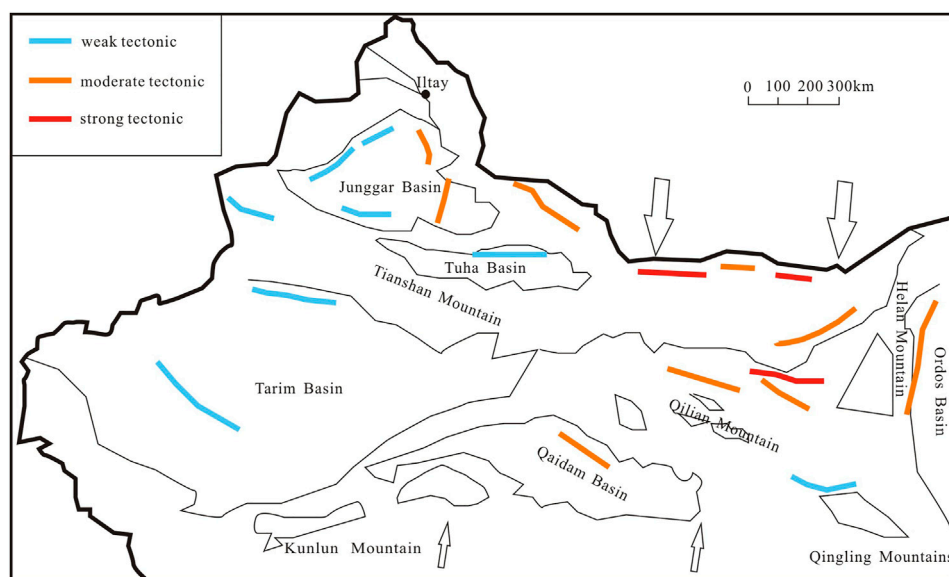 weak tectonic
moderate tectonic
strong tectonic
Iltay
0 100 200 300km
Junggar Basin
Tuha Basin
Tianshan Mountain
Helan Mountain
Ordos Basin
Tarim Basin
Qilian Mountain
Qaidam Basin
Kunlun Mountain
Qingling Mountains